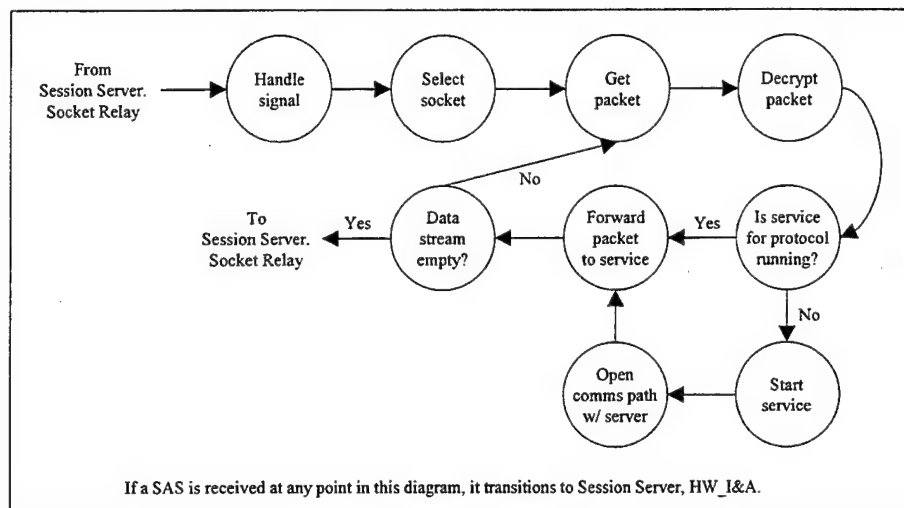 From
Session Server.
Socket Relay
Handle
signal
Select
socket
Get
packet
Decrypt
packet
No
To
Session Server.
Socket Relay
Yes
Data
stream
empty?
Forward
packet
to service
Yes
Is service
for protocol
running?
No
Open
comms path
w/ server
Start
service
If a SAS is received at any point in this diagram, it transitions to Session Server, HW_I&A.